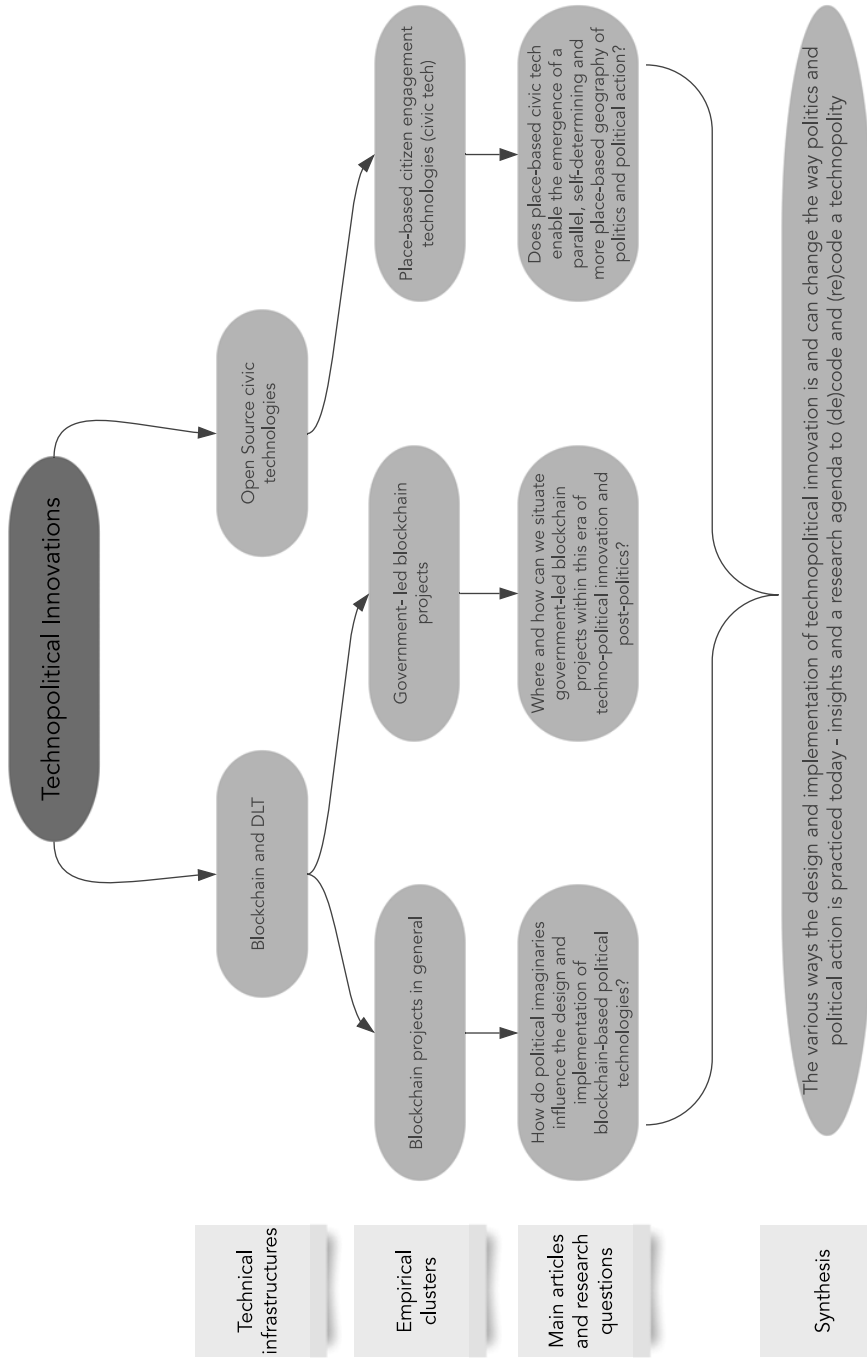 Technopolitical Innovations
Technical
infrastructures
Blockchain and DLT
Open Source civic
technologies
Empirical
clusters
Blockchain projects in general
Government- led blockchain
projects
Place-based citizen engagement
technologies (civic tech)
Main articles
and research
questions
How do political imaginaries
influence the design and
implementation of
blockchain-based political
technologies?
Where and how can we situate
government-led blockchain
projects within this era of
techno-political innovation and
post-politics?
Does place-based civic tech
enable the emergence of a
parallel, self-determining and
more place-based geography of
politics and political action?
Synthesis
The various ways the design and implementation of technopolitical innovation is and can change the way politics and
political action is practiced today - insights and a research agenda to (de)code and (re)code a technopolity